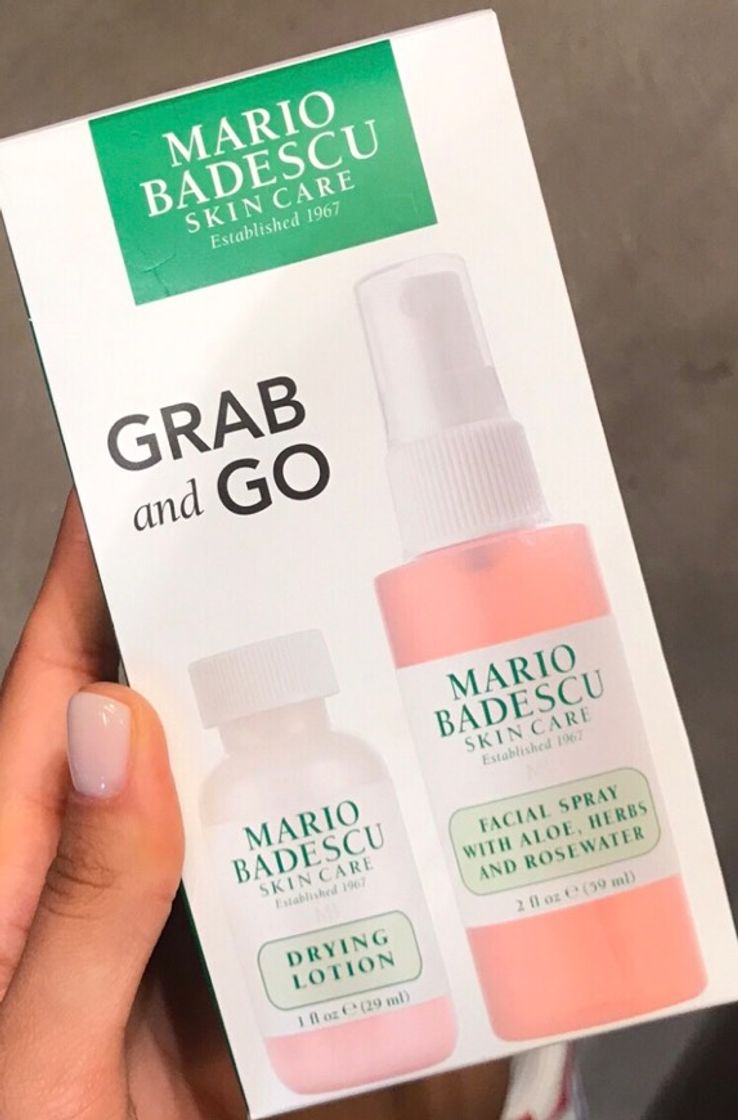 MARIO
BADESCU
SKIN CARE
Established 1967
GRAB
and GO
MARIO
BADESCU
SKIN CARE
Established 1967
FACIAL SPRAY
WITH ALOE, HERBS
AND ROSEWATER
2 fl oz ℮ (59 ml)
MARIO
BADESCU
SKIN CARE
Established 1967
DRYING
LOTION
1 fl oz ℮ (29 ml)